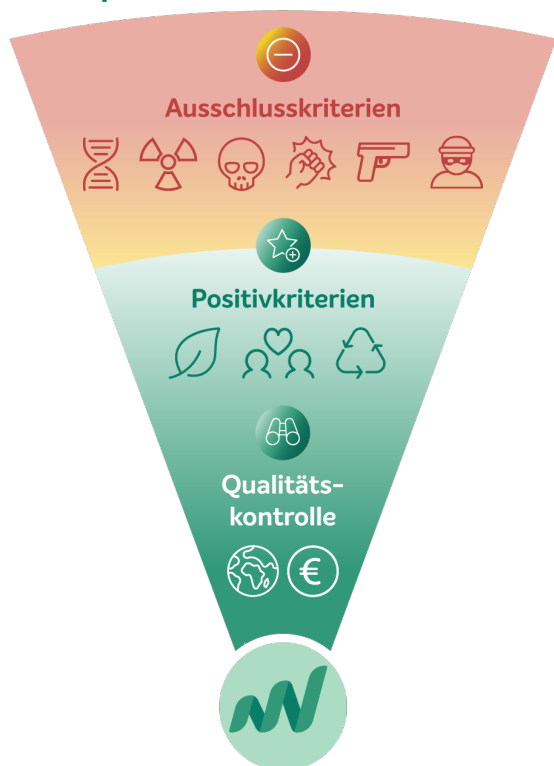 Ausschlusskriterien
Positivkriterien
Qualitäts-
kontrolle
€